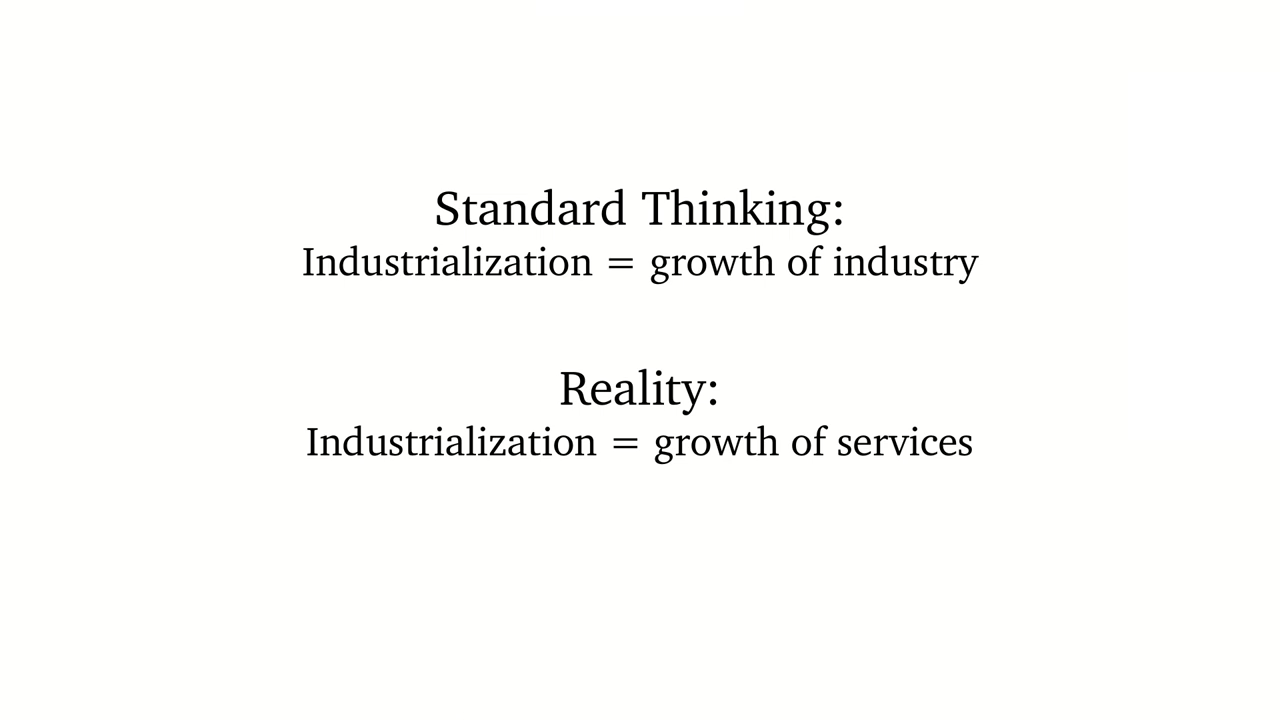 Standard Thinking:
Industrialization = growth of industry
Reality:
Industrialization = growth of services